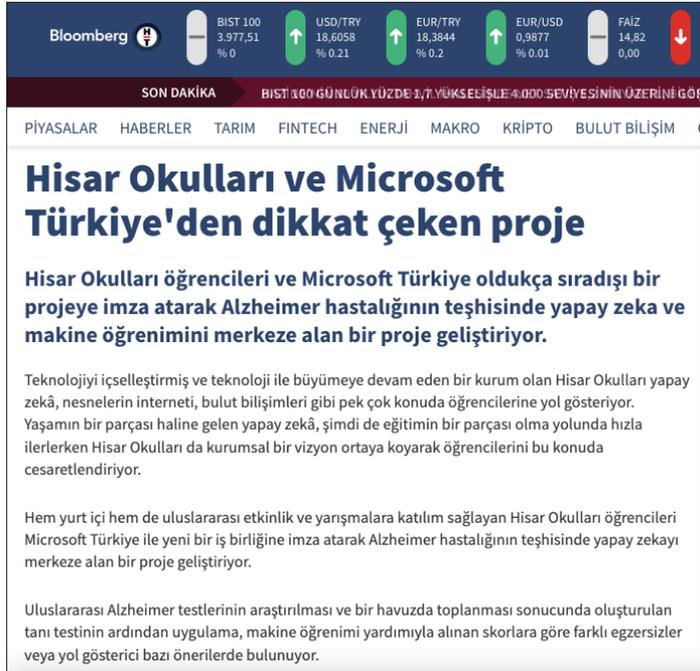 Bloomberg HT
BIST 100
3.977,51
% 0
USD/TRY
18,6058
% 0.21
EUR/TRY
18,3844
% 0.2
EUR/USD
0,9877
% 0.01
FAİZ
14,82
0,00
SON DAKİKA
BIST 100 GÜNLÜK YÜZDE 1,7 YÜKSELİŞLE 4.000 SEVİYESİNİN ÜZERİNİ
PİYASALAR HABERLER TARIM FINTECH ENERJİ MAKRO KRİPTO BULUT BİLİŞİM
Hisar Okulları ve Microsoft
Türkiye'den dikkat çeken proje
Hisar Okulları öğrencileri ve Microsoft Türkiye oldukça sıradışı bir
projeye imza atarak Alzheimer hastalığının teşhisinde yapay zeka ve
makine öğrenimini merkeze alan bir proje geliştiriyor.
Teknolojiyi içselleştirmiş ve teknoloji ile büyümeye devam eden bir kurum olan Hisar Okulları yapay
zekâ, nesnelerin interneti, bulut bilişimleri gibi pek çok konuda öğrencilerine yol gösteriyor.
Yaşamın bir parçası haline gelen yapay zekâ, şimdi de eğitimin bir parçası olma yolunda hızla
ilerlerken Hisar Okulları da kurumsal bir vizyon ortaya koyarak öğrencilerini bu konuda
cesaretlendiriyor.
Hem yurt içi hem de uluslararası etkinlik ve yarışmalara katılım sağlayan Hisar Okulları öğrencileri
Microsoft Türkiye ile yeni bir iş birliğine imza atarak Alzheimer hastalığının teşhisinde yapay zekayı
merkeze alan bir proje geliştiriyor.
Uluslararası Alzheimer testlerinin araştırılması ve bir havuzda toplanması sonucunda oluşturulan
tanı testinin ardından uygulama, makine öğrenimi yardımıyla alınan skorlara göre farklı egzersizler
veya yol gösterici bazı önerilerde bulunuyor.